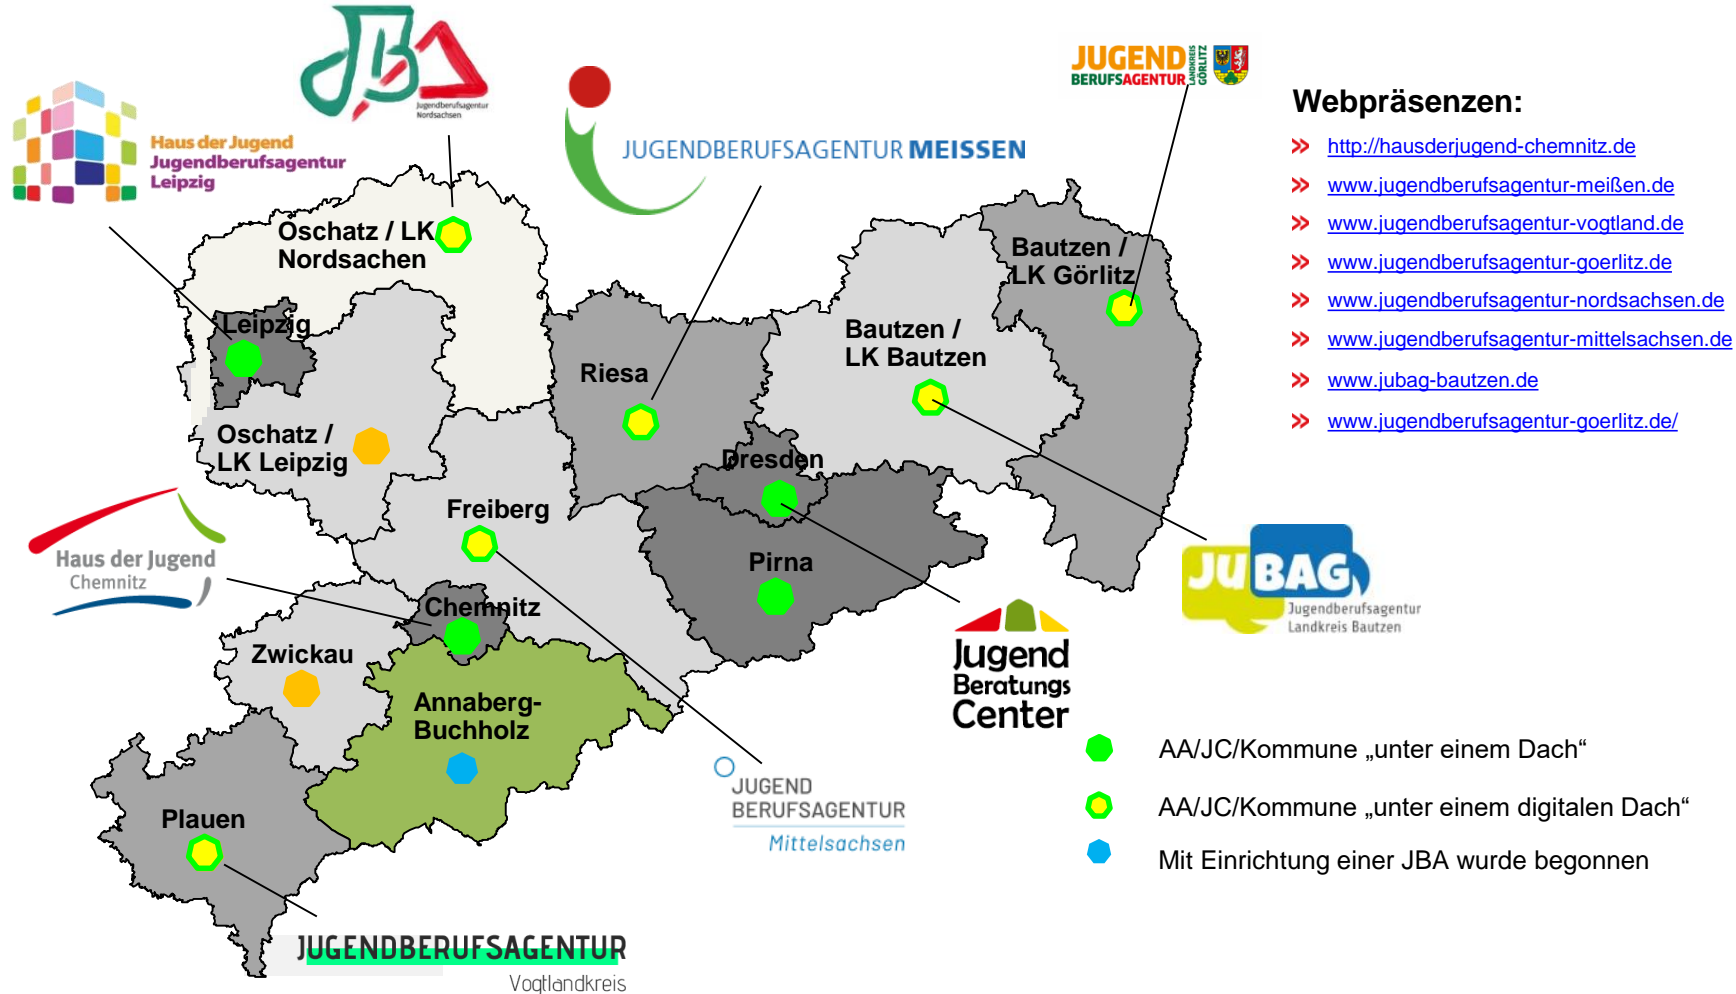 JBA
Jugendberufsagentur
Nordsachsen
JUGEND
BERUFSAGENTUR
LANDKREIS
GÖRLITZ
Haus der Jugend
Jugendberufsagentur
Leipzig
JUGENDBERUFSAGENTUR MEISSEN
Webpräsenzen:
http://hausderjugend-chemnitz.de
www.jugendberufsagentur-meißen.de
www.jugendberufsagentur-vogtland.de
www.jugendberufsagentur-goerlitz.de
www.jugendberufsagentur-nordsachsen.de
www.jugendberufsagentur-mittelsachsen.de
www.jubag-bautzen.de
www.jugendberufsagentur-goerlitz.de/
Oschatz / LK
Nordsachen
Bautzen /
LK Görlitz
Leipzig
Bautzen /
LK Bautzen
Riesa
Oschatz /
LK Leipzig
Dresden
Freiberg
Pirna
Haus der Jugend
Chemnitz
Chemnitz
Zwickau
Annaberg-
Buchholz
Plauen
JUBAG
Jugendberufsagentur
Landkreis Bautzen
Jugend
Beratungs
Center
JUGEND
BERUFSAGENTUR
Mittelsachsen
AA/JC/Kommune „unter einem Dach“
AA/JC/Kommune „unter einem digitalen Dach“
Mit Einrichtung einer JBA wurde begonnen
JUGENDBERUFSAGENTUR
Vogtlandkreis